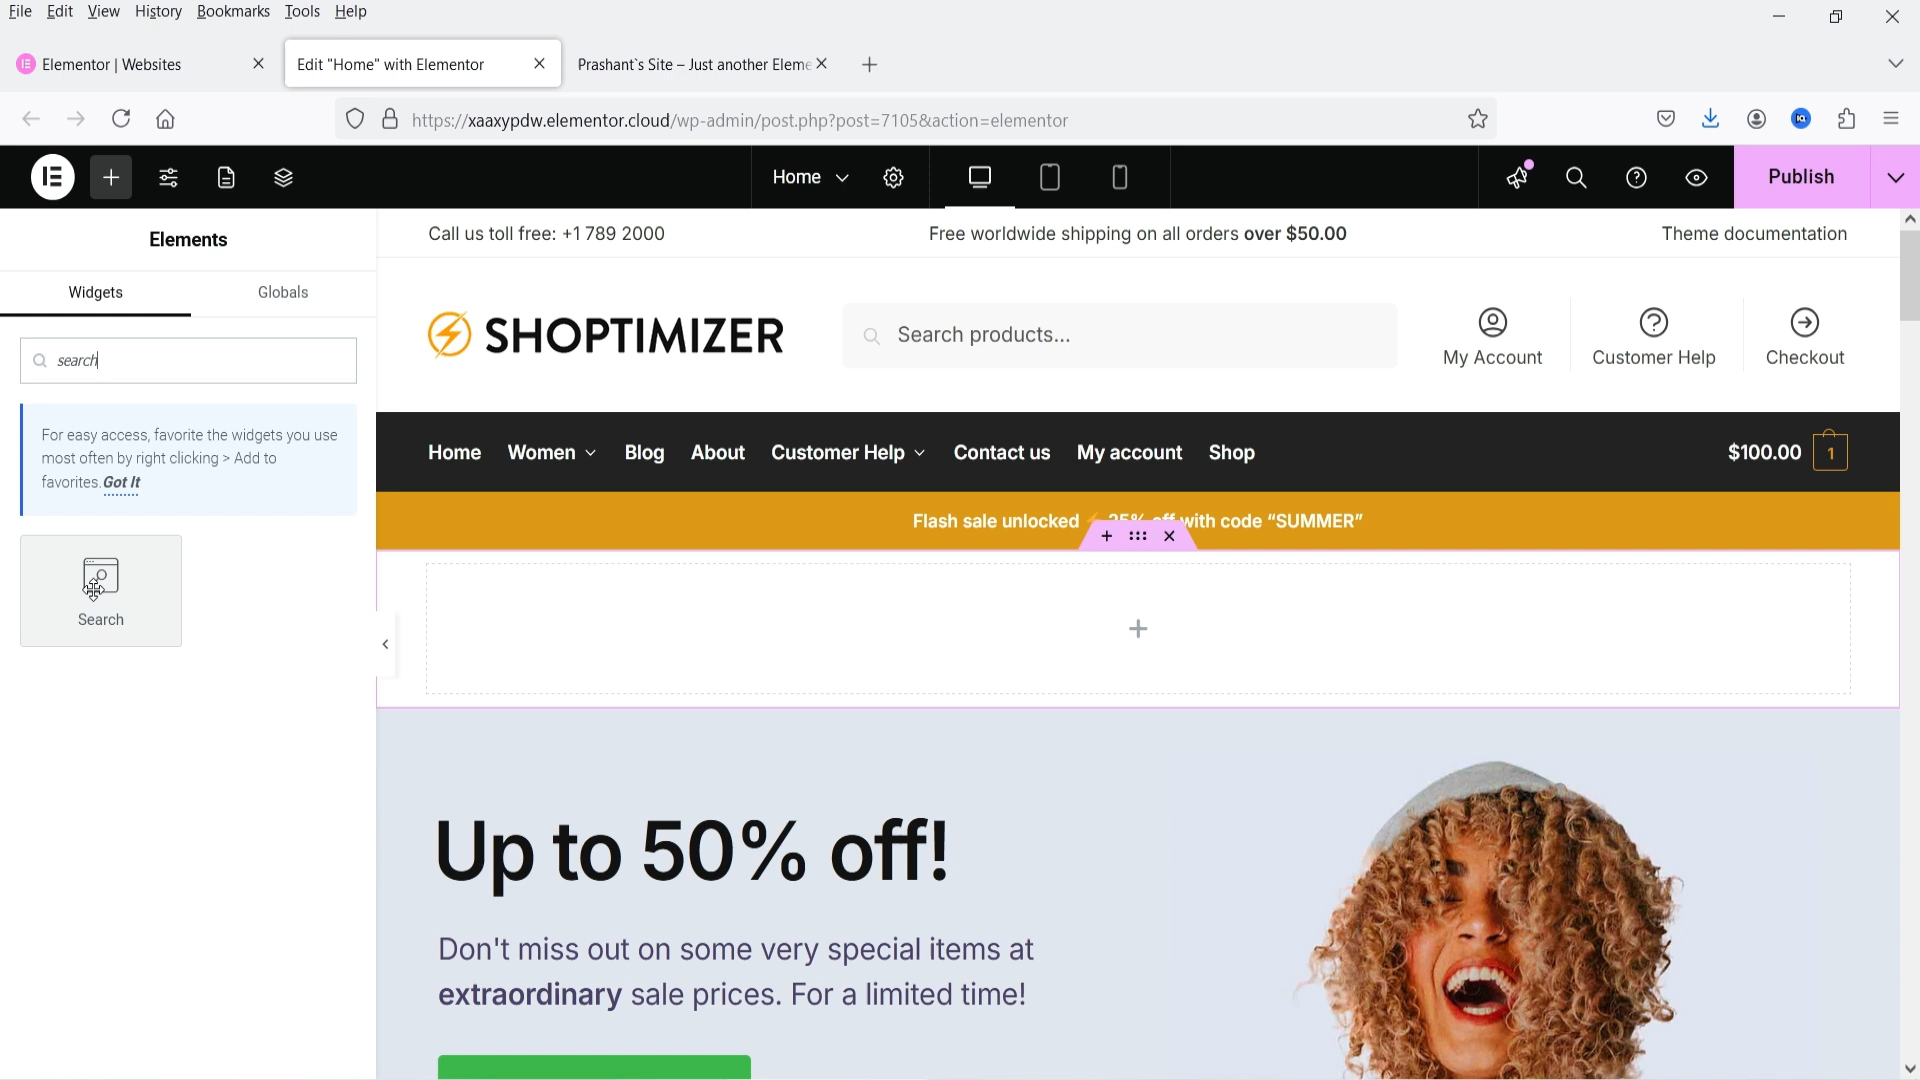 File Edit View History Bookmarks Tools Help
Elementor | Websites
Edit "Home" with Elementor
Prashant`s Site – Just another Eleme
https://xaaxypdw.elementor.cloud/wp-admin/post.php?post=7105&action=elementor
Home
Publish
Elements
Widgets
Globals
search
For easy access, favorite the widgets you use
most often by right clicking > Add to
favorites. Got It
Search
Call us toll free: +1 789 2000
Free worldwide shipping on all orders over $50.00
Theme documentation
SHOPTIMIZER
Search products...
My Account
Customer Help
Checkout
Home Women Blog About Customer Help Contact us My account Shop
$100.00 1
Flash sale unlocked ⚡ 25% off with code “SUMMER”
Up to 50% off!
Don't miss out on some very special items at
extraordinary sale prices. For a limited time!